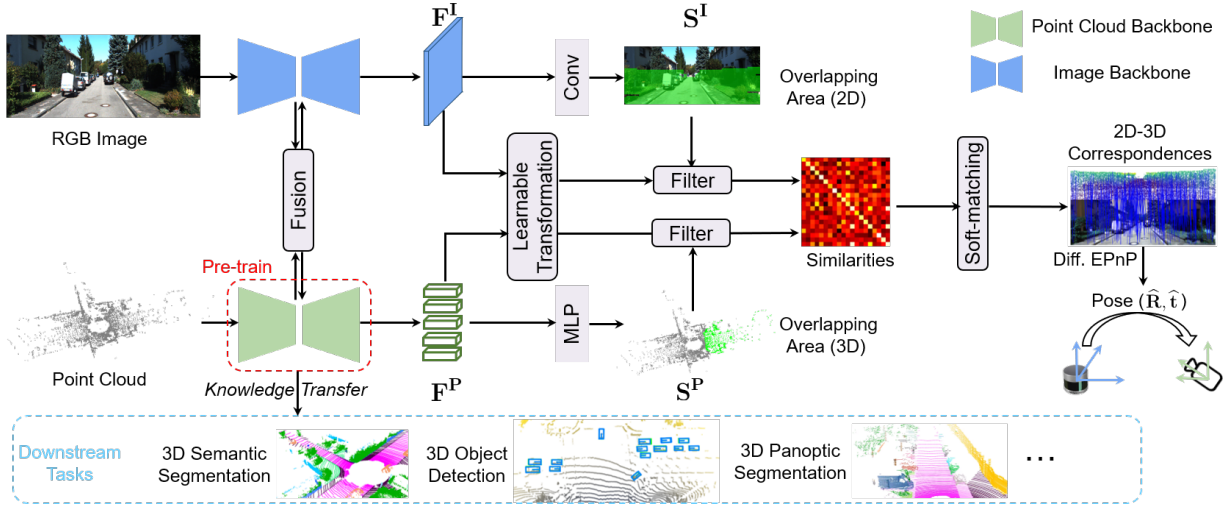 F^I
S^I
Point Cloud Backbone
Image Backbone
RGB Image
Conv
Overlapping
Area (2D)
Fusion
Learnable
Transformation
Filter
Filter
Similarities
Soft-matching
2D-3D
Correspondences
Diff. EPnP
Pose (R̂, t̂)
Pre-train
Point Cloud
MLP
Overlapping
Area (3D)
Knowledge Transfer
F^P
S^P
Downstream
Tasks
3D Semantic
Segmentation
3D Object
Detection
3D Panoptic
Segmentation
...